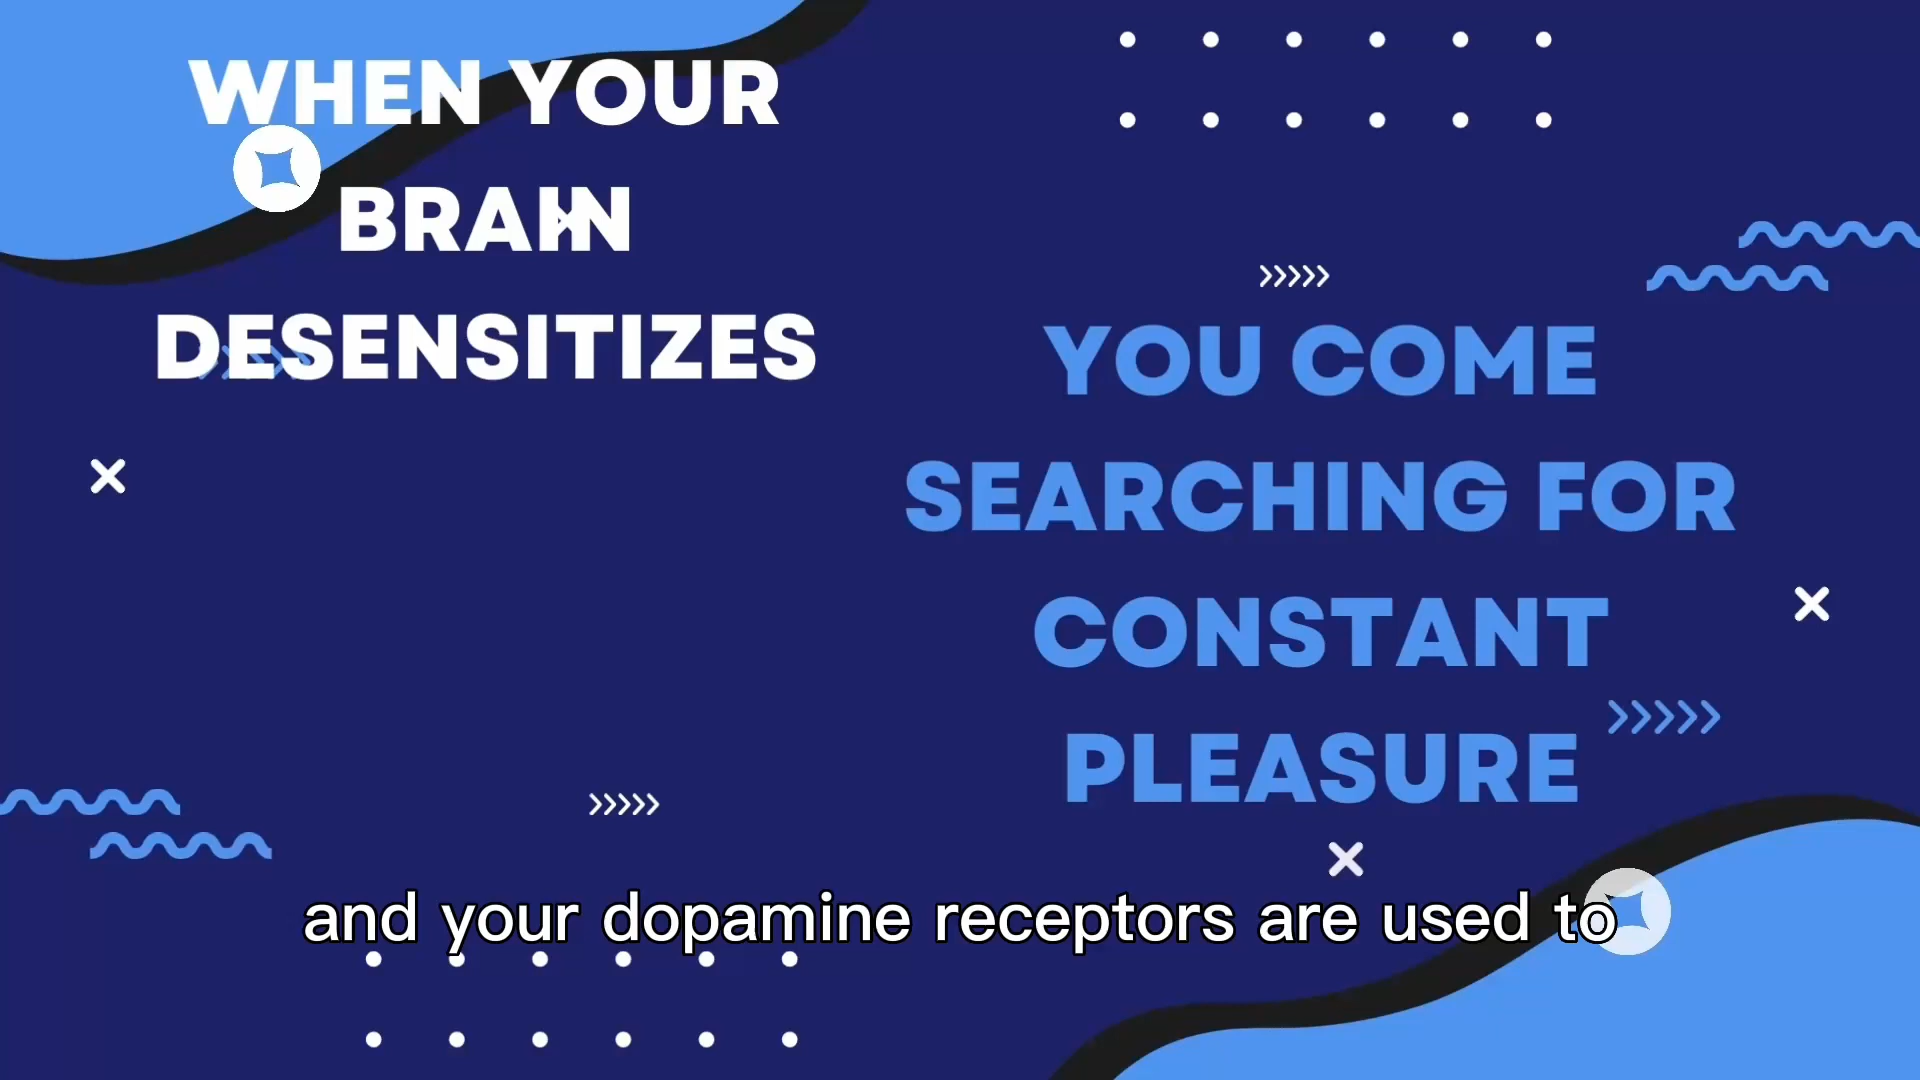 WHEN YOUR
BRAIN
DESENSITIZES
YOU COME
SEARCHING FOR
CONSTANT
PLEASURE
and your dopamine receptors are used to